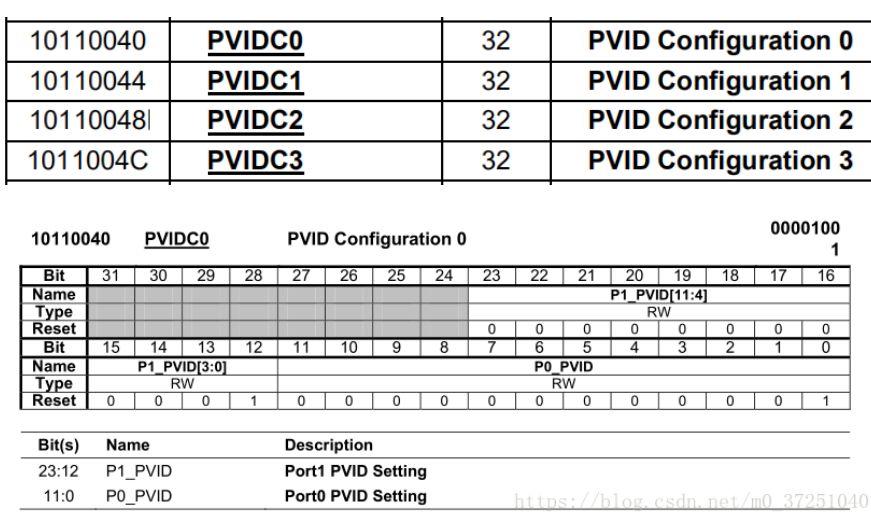 10110040 PVIDC0 32 PVID Configuration 0
10110044 PVIDC1 32 PVID Configuration 1
10110048 PVIDC2 32 PVID Configuration 2
1011004C PVIDC3 32 PVID Configuration 3
10110040 PVIDC0 PVID Configuration 0 0000100
1
Bit 31 30 29 28 27 26 25 24 23 22 21 20 19 18 17 16
Name P1_PVID[11:4]
Type RW
Reset 0 0 0 0 0 0 0 0
Bit 15 14 13 12 11 10 9 8 7 6 5 4 3 2 1 0
Name P1_PVID[3:0] P0_PVID
Type RW RW
Reset 0 0 0 1 0 0 0 0 0 0 0 0 0 0 0 1
Bit(s) Name Description
23:12 P1_PVID Port1 PVID Setting
11:0 P0_PVID Port0 PVID Setting
https://blog.csdn.net/m0_37251040